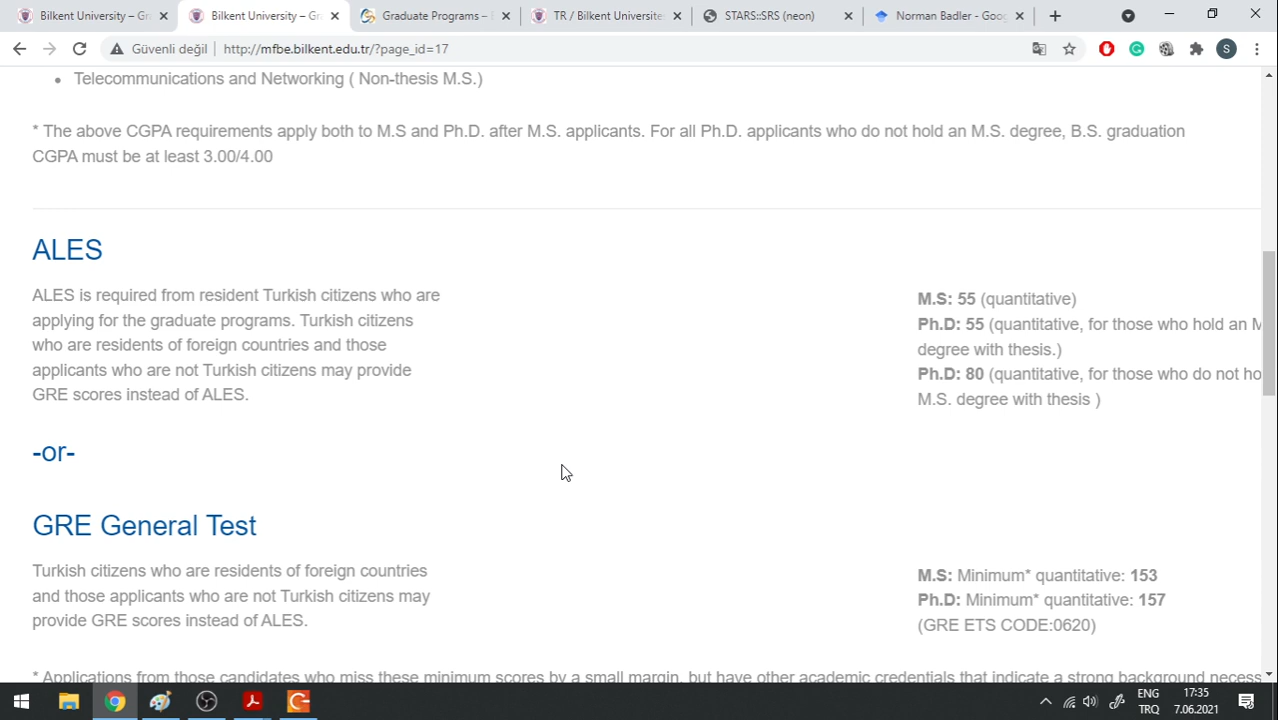 Bilkent University – Gr
Bilkent University – Gr
Graduate Programs –
TR / Bilkent Üniversite
STARS::SRS (neon)
Norman Badler - Goo
Güvenli değil
http://mfbe.bilkent.edu.tr/?page_id=17
S
• Telecommunications and Networking ( Non-thesis M.S.)
* The above CGPA requirements apply both to M.S and Ph.D. after M.S. applicants. For all Ph.D. applicants who do not hold an M.S. degree, B.S. graduation
CGPA must be at least 3.00/4.00
ALES
ALES is required from resident Turkish citizens who are
applying for the graduate programs. Turkish citizens
who are residents of foreign countries and those
applicants who are not Turkish citizens may provide
GRE scores instead of ALES.
M.S: 55 (quantitative)
Ph.D: 55 (quantitative, for those who hold an M
degree with thesis.)
Ph.D: 80 (quantitative, for those who do not ho
M.S. degree with thesis )
-or-
GRE General Test
Turkish citizens who are residents of foreign countries
and those applicants who are not Turkish citizens may
provide GRE scores instead of ALES.
M.S: Minimum* quantitative: 153
Ph.D: Minimum* quantitative: 157
(GRE ETS CODE:0620)
* Applications from those candidates who miss these minimum scores by a small margin, but have other academic credentials that indicate a strong background necess
ENG
TRQ
17:35
7.06.2021